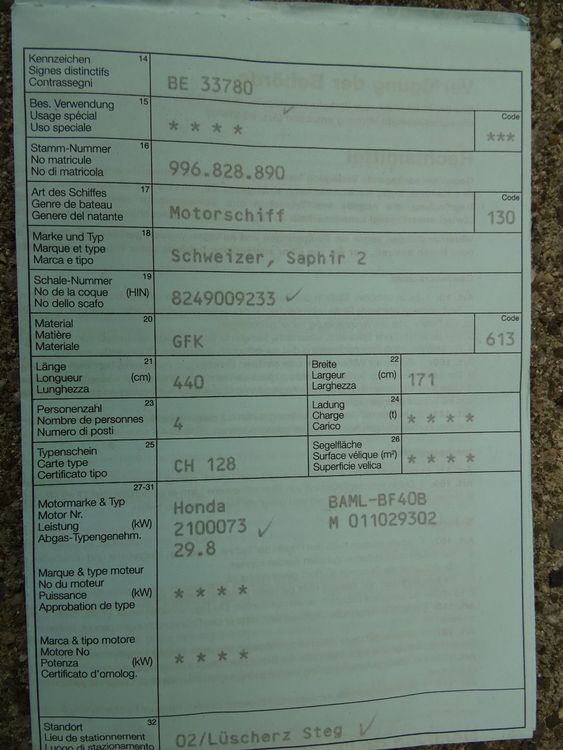 Kennzeichen 14
Signes distinctifs
Contrassegni
BE 33780
Bes. Verwendung 15
Usage spécial
Uso speciale
* * * *
Code
***
Stamm-Nummer 16
No matricule
No di matricola
996.828.890
Art des Schiffes 17
Genre de bateau
Genere del natante
Motorschiff
Code
130
Marke und Typ 18
Marque et type
Marca e tipo
Schweizer, Saphir 2
Schale-Nummer 19
No de la coque (HIN)
No dello scafo
8249009233
Material 20
Matière
Materiale
GFK
Code
613
Länge 21
Longueur (cm)
Lunghezza
440
Breite 22
Largeur (cm)
Larghezza
171
Personenzahl 23
Nombre de personnes
Numero di posti
4
Ladung 24
Charge (t)
Carico
* * * *
Typenschein 25
Carte type
Certificato tipo
CH 128
Segelfläche 26
Surface vélique (m²)
Superficie velica
* * * *
27-31
Motormarke & Typ
Motor Nr.
Leistung (kW)
Abgas-Typengenehm.
Honda BAML-BF40B
2100073 M 011029302
29.8
Marque & type moteur
No du moteur
Puissance (kW)
Approbation de type
* * * *
Marca & tipo motore
Motore No
Potenza (kW)
Certificato d'omolog.
* * * *
Standort 32
Lieu de stationnement
Luogo di stazionamento
02/Lüscherz Steg